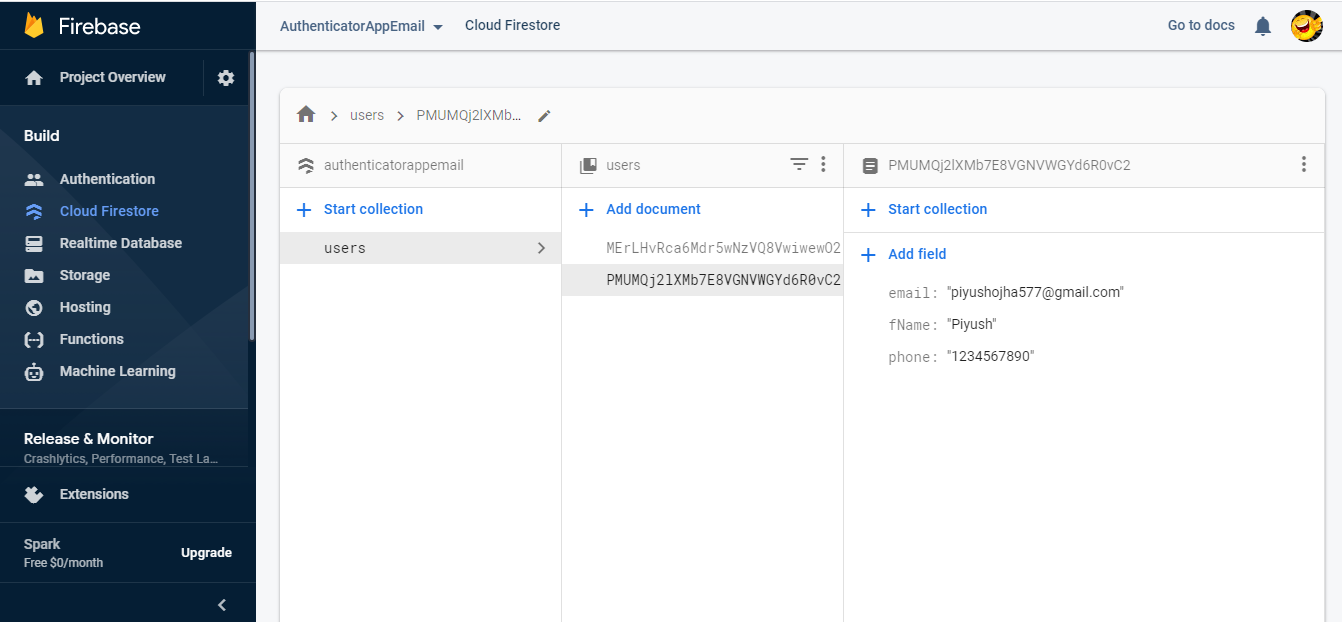 Firebase
AuthenticatorAppEmail
Cloud Firestore
Go to docs
Project Overview
Build
Authentication
Cloud Firestore
Realtime Database
Storage
Hosting
Functions
Machine Learning
Release & Monitor
Crashlytics, Performance, Test La...
Extensions
Spark
Free $0/month
Upgrade
users
PMUMQj2lXMb...
authenticatorappemail
Start collection
users
users
Add document
MErLHvRca6Mdr5wNzVQ8VwiwewO2
PMUMQj2lXMb7E8VGNVWGYd6R0vC2
PMUMQj2lXMb7E8VGNVWGYd6R0vC2
Start collection
Add field
email: "piyushojha577@gmail.com"
fName: "Piyush"
phone: "1234567890"